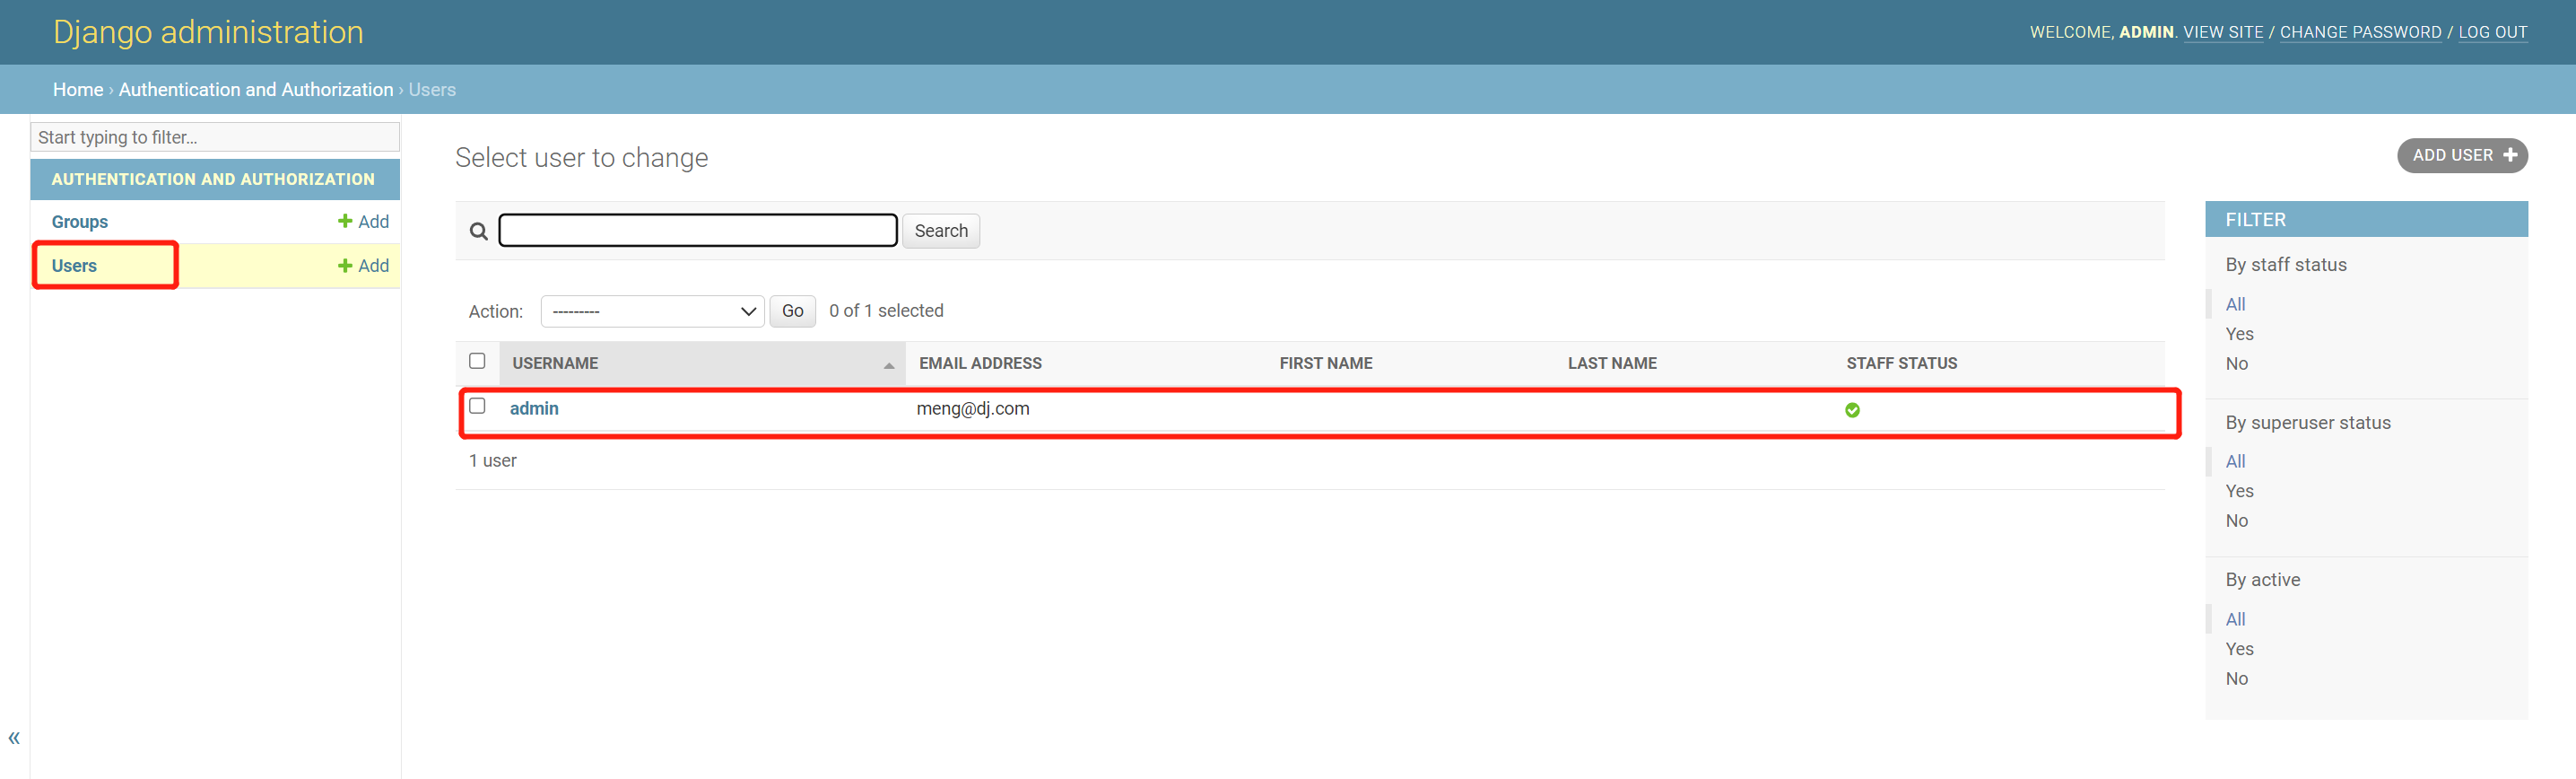 Django administration
WELCOME, ADMIN. VIEW SITE / CHANGE PASSWORD / LOG OUT
Home › Authentication and Authorization › Users
Start typing to filter...
AUTHENTICATION AND AUTHORIZATION
Groups + Add
Users + Add
«
Select user to change
ADD USER +
Search
Action: --------- Go 0 of 1 selected
USERNAME EMAIL ADDRESS FIRST NAME LAST NAME STAFF STATUS
admin meng@dj.com
1 user
FILTER
By staff status
All
Yes
No
By superuser status
All
Yes
No
By active
All
Yes
No